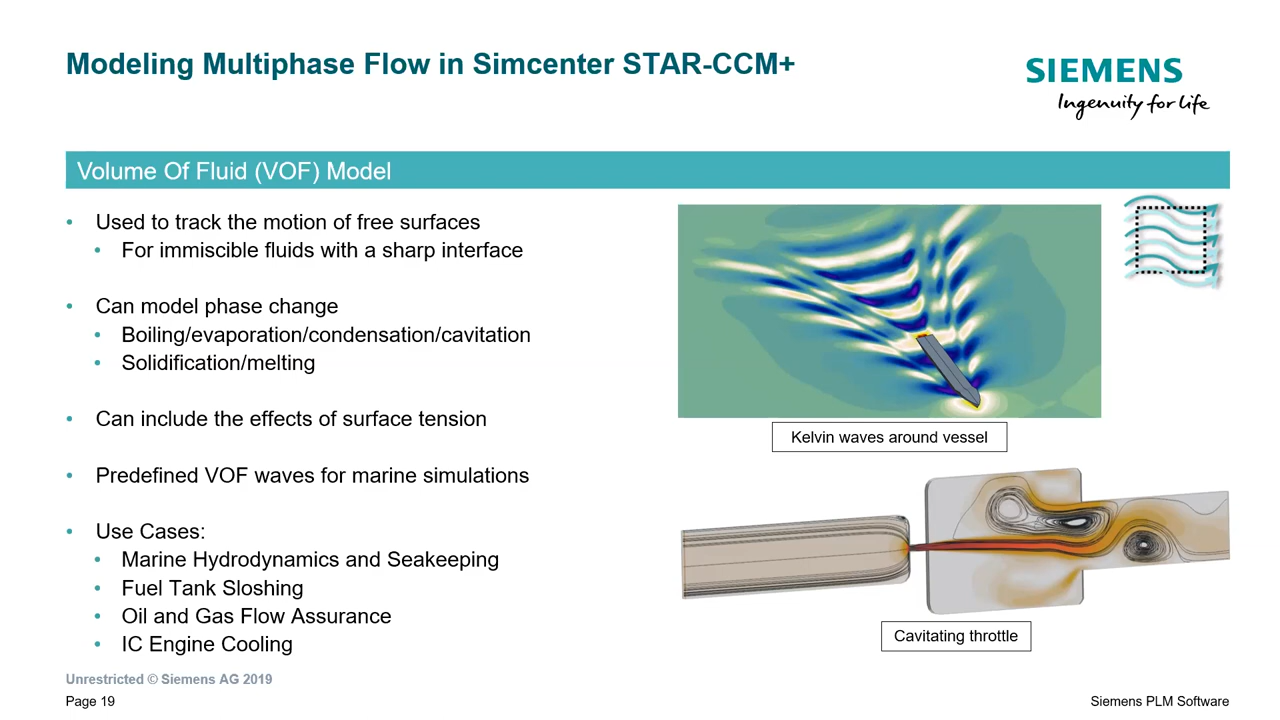 Modeling Multiphase Flow in Simcenter STAR-CCM+
SIEMENS
Ingenuity for life
Volume Of Fluid (VOF) Model
• Used to track the motion of free surfaces
• For immiscible fluids with a sharp interface
• Can model phase change
• Boiling/evaporation/condensation/cavitation
• Solidification/melting
• Can include the effects of surface tension
• Predefined VOF waves for marine simulations
• Use Cases:
• Marine Hydrodynamics and Seakeeping
• Fuel Tank Sloshing
• Oil and Gas Flow Assurance
• IC Engine Cooling
Kelvin waves around vessel
Cavitating throttle
Unrestricted © Siemens AG 2019
Page 19
Siemens PLM Software